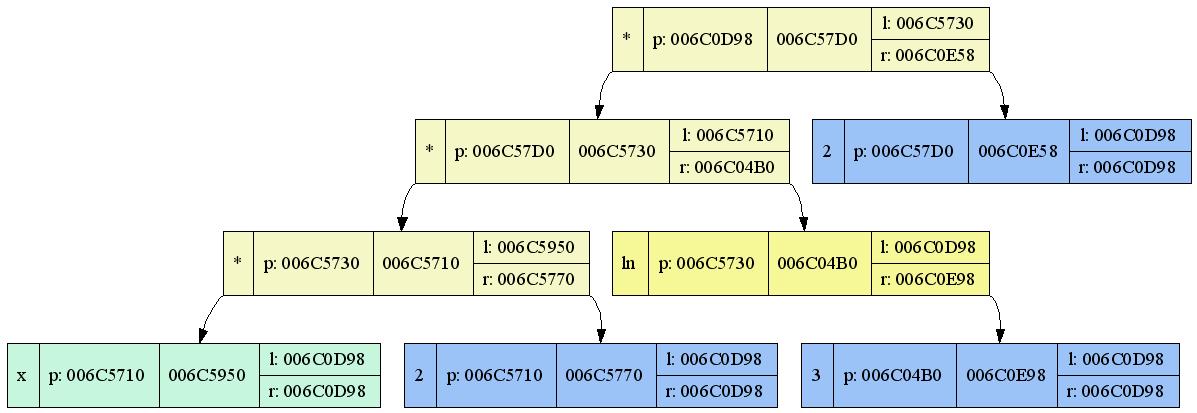 * p: 006C0D98 006C57D0 l: 006C5730
r: 006C0E58
* p: 006C57D0 006C5730 l: 006C5710
r: 006C04B0
2 p: 006C57D0 006C0E58 l: 006C0D98
r: 006C0D98
* p: 006C5730 006C5710 l: 006C5950
r: 006C5770
ln p: 006C5730 006C04B0 l: 006C0D98
r: 006C0E98
x p: 006C5710 006C5950 l: 006C0D98
r: 006C0D98
2 p: 006C5710 006C5770 l: 006C0D98
r: 006C0D98
3 p: 006C04B0 006C0E98 l: 006C0D98
r: 006C0D98